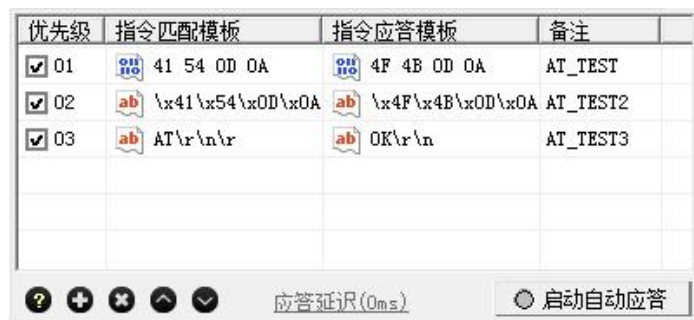 优先级 指令匹配模板 指令应答模板 备注
01 41 54 0D 0A 4F 4B 0D 0A AT_TEST
02 \x41\x54\x0D\x0A \x4F\x4B\x0D\x0A AT_TEST2
03 AT\r\n\r OK\r\n AT_TEST3
应答延迟(0ms) 启动自动应答